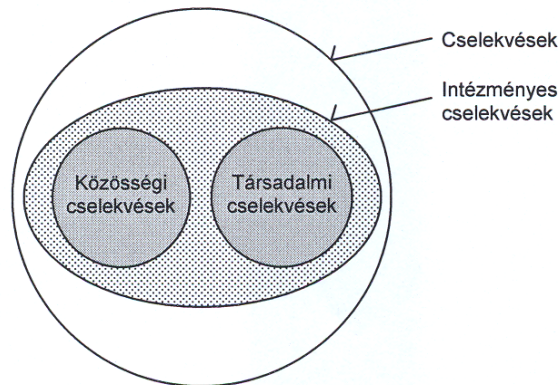 Cselekvések
Intézményes
cselekvések
Közösségi
cselekvések
Társadalmi
cselekvések